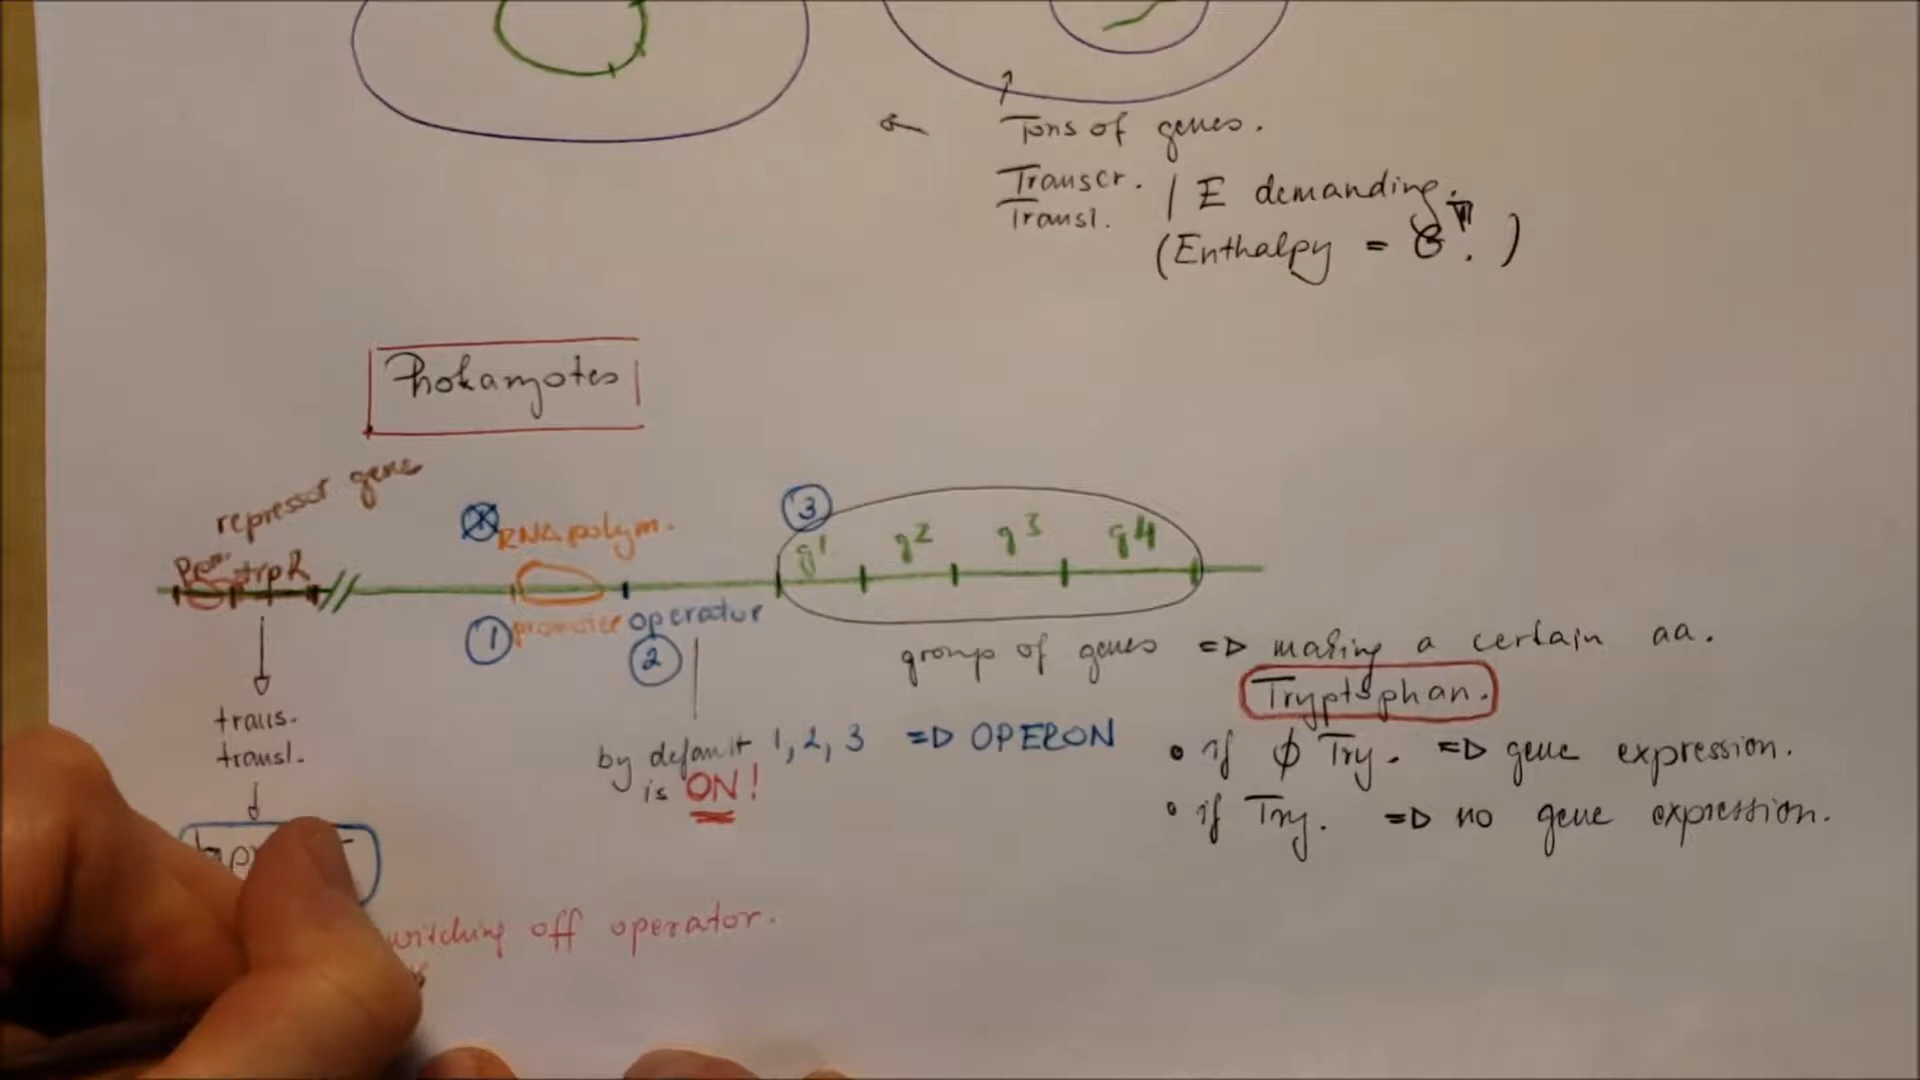 Tons of genes.
Transcr. | E demanding.
Transl.
(Enthalpy = )
Prokaryotes
repressor gene
RNA polym.
3
g1 g2 g3 g4
Prom. trpR
1 promoter operator
2
group of genes => making a certain aa.
Tryptophan.
trans.
transl.
by default 1, 2, 3 => OPERON
is ON!
• if ϕ Try. => gene expression.
• if Try. => no gene expression.
off operator.